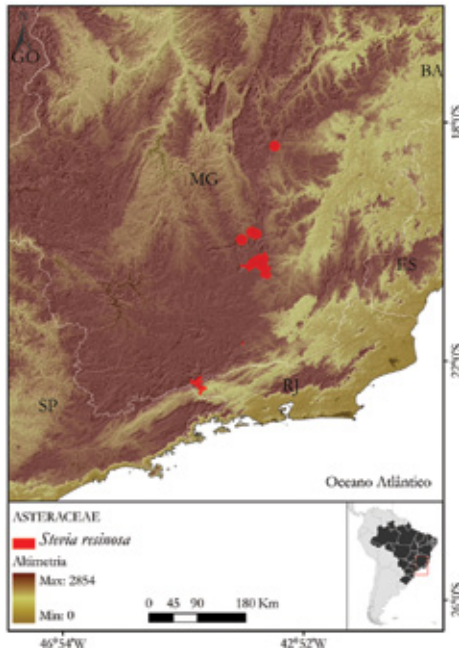 GO
BA
18°0'S
MG
ES
22°0'S
SP
RJ
Oceano Atlântico
ASTERACEAE
Steria resinosa
Altimetria
Max: 2854
Min: 0
0 45 90 180 Km
26°0'S
46°54'W
42°52'W